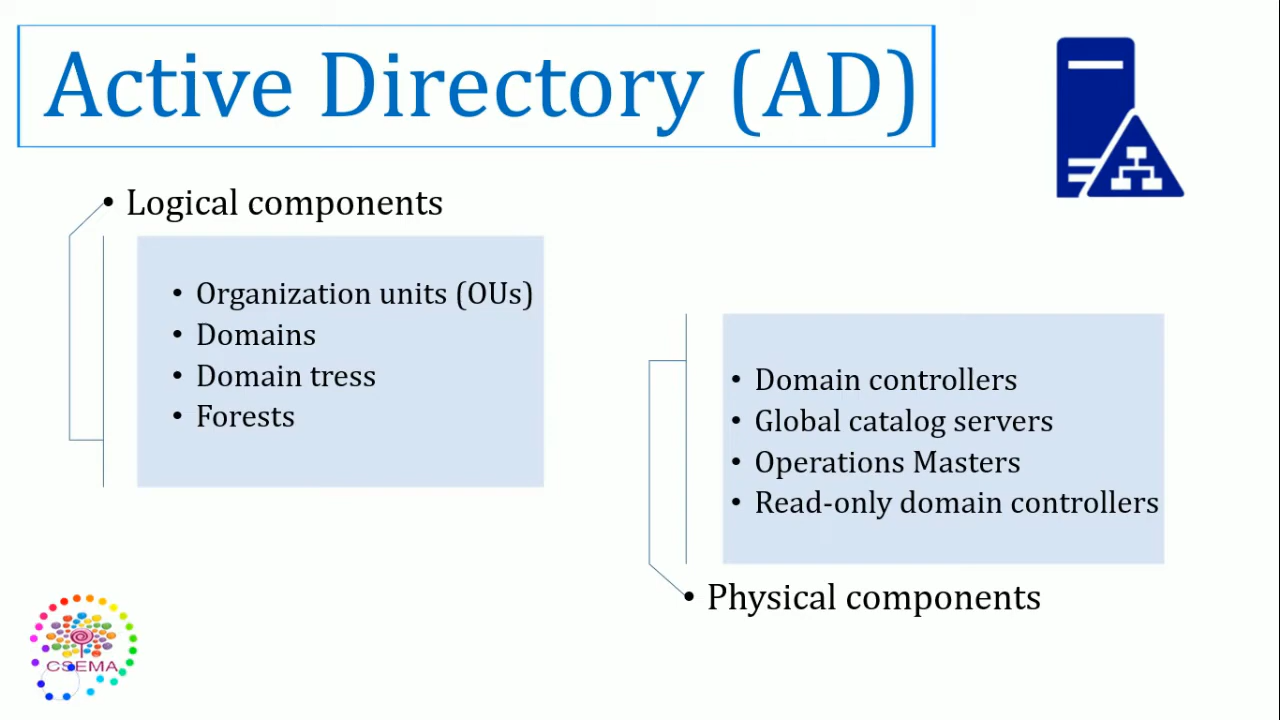 Active Directory (AD)
• Logical components
• Organization units (OUs)
• Domains
• Domain tress
• Forests
• Domain controllers
• Global catalog servers
• Operations Masters
• Read-only domain controllers
• Physical components
CSEMA